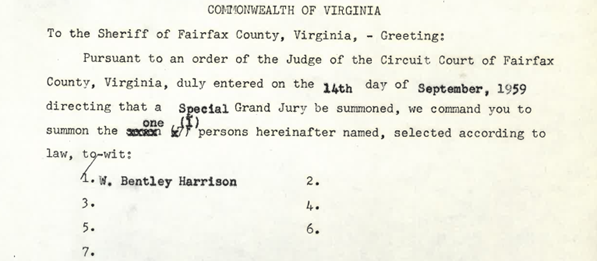 COMMONWEALTH OF VIRGINIA
To the Sheriff of Fairfax County, Virginia, - Greeting:
Pursuant to an order of the Judge of the Circuit Court of Fairfax
County, Virginia, duly entered on the 14th day of September, 1959
directing that a Special Grand Jury be summoned, we command you to
one (1)
summon the (7) persons hereinafter named, selected according to
law, to-wit:
1. W. Bentley Harrison 2.
3. 4.
5. 6.
7.